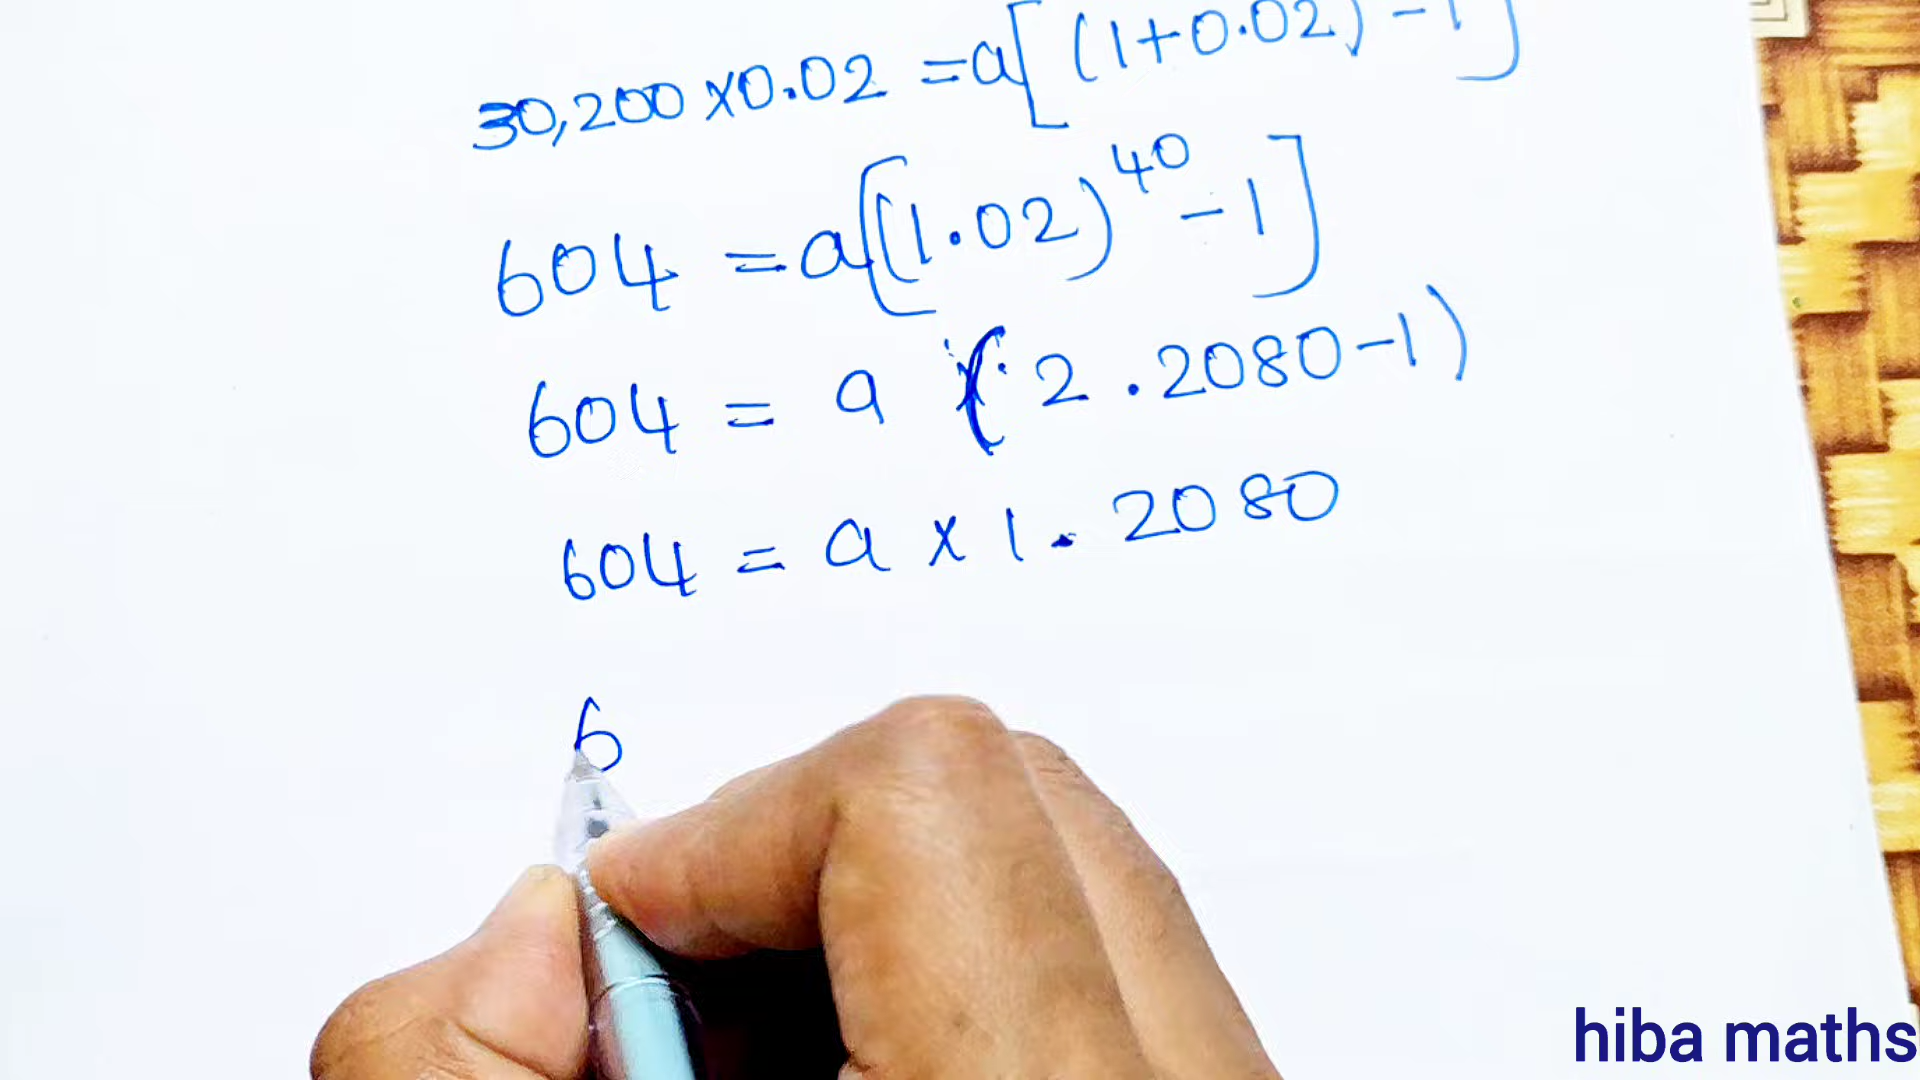 30,200 ×0.02 =a[(1+0.02) -1]
604 =a[(1.02)^40 -1]
604 = a (2.2080-1)
604 = a × 1.2080
6
hiba maths